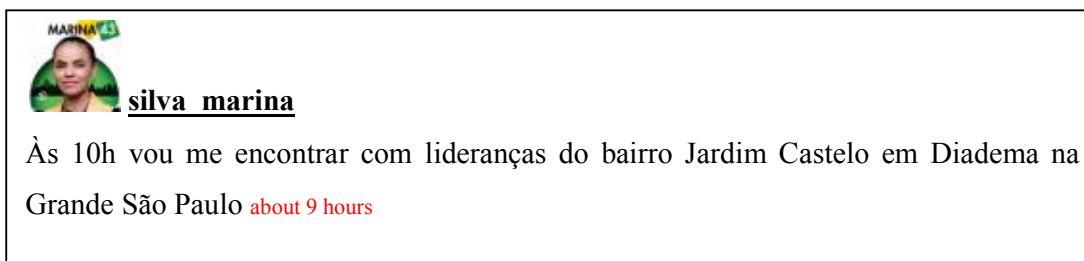 MARINA 43
silva_marina
Às 10h vou me encontrar com lideranças do bairro Jardim Castelo em Diadema na
Grande São Paulo about 9 hours